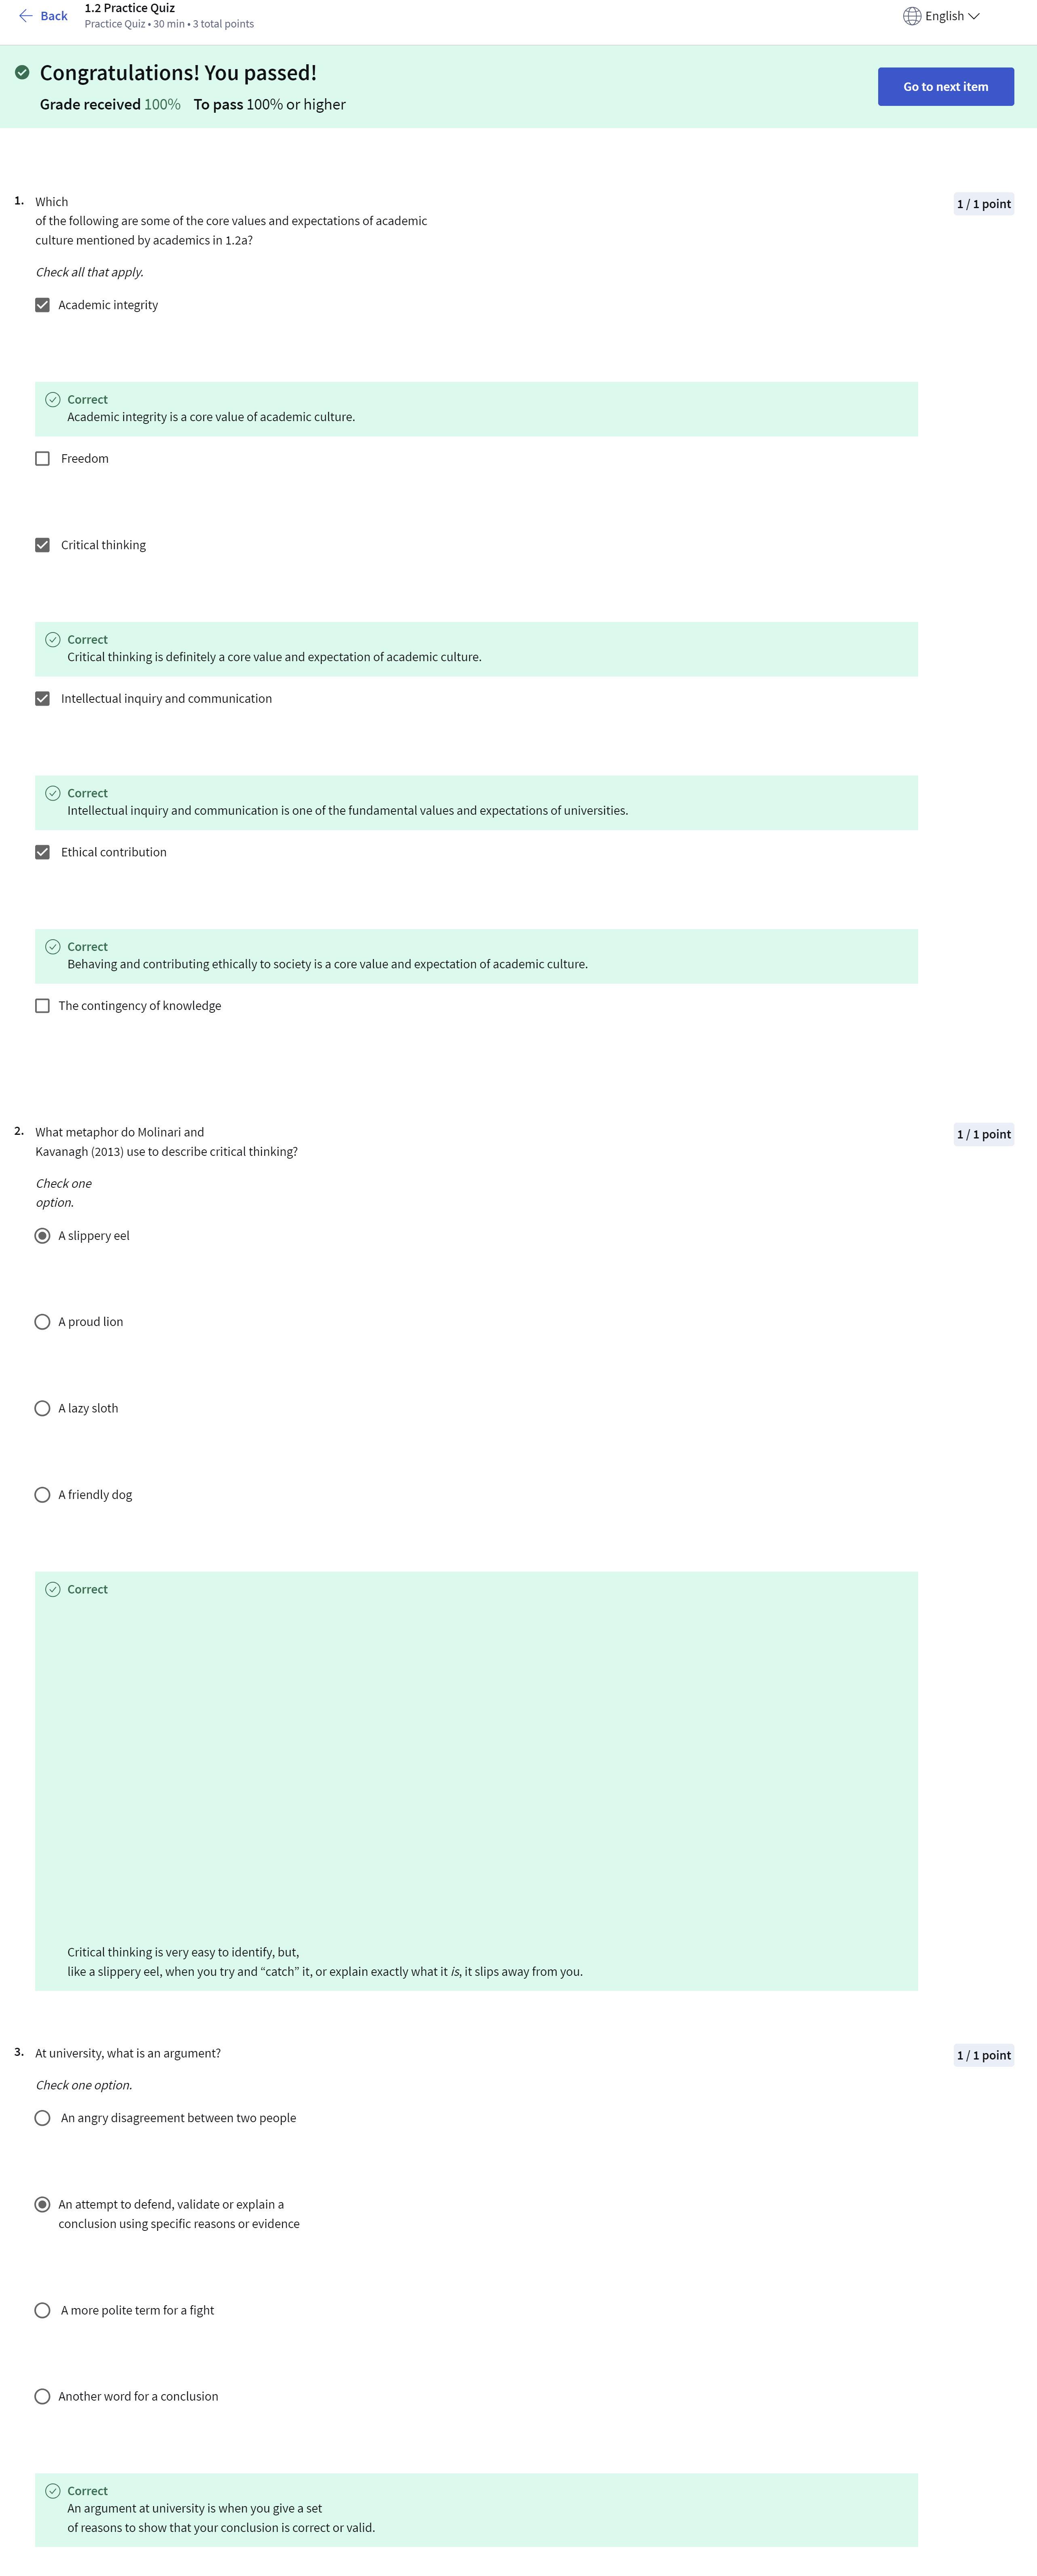 Back
1.2 Practice Quiz
Practice Quiz • 30 min • 3 total points
English
Congratulations! You passed!
Grade received 100% To pass 100% or higher
Go to next item
1. Which
of the following are some of the core values and expectations of academic
culture mentioned by academics in 1.2a?
1 / 1 point
Check all that apply.
Academic integrity
Correct
Academic integrity is a core value of academic culture.
Freedom
Critical thinking
Correct
Critical thinking is definitely a core value and expectation of academic culture.
Intellectual inquiry and communication
Correct
Intellectual inquiry and communication is one of the fundamental values and expectations of universities.
Ethical contribution
Correct
Behaving and contributing ethically to society is a core value and expectation of academic culture.
The contingency of knowledge
2. What metaphor do Molinari and
Kavanagh (2013) use to describe critical thinking?
1 / 1 point
Check one
option.
A slippery eel
A proud lion
A lazy sloth
A friendly dog
Correct
Critical thinking is very easy to identify, but,
like a slippery eel, when you try and “catch” it, or explain exactly what it is, it slips away from you.
3. At university, what is an argument?
1 / 1 point
Check one option.
An angry disagreement between two people
An attempt to defend, validate or explain a
conclusion using specific reasons or evidence
A more polite term for a fight
Another word for a conclusion
Correct
An argument at university is when you give a set
of reasons to show that your conclusion is correct or valid.